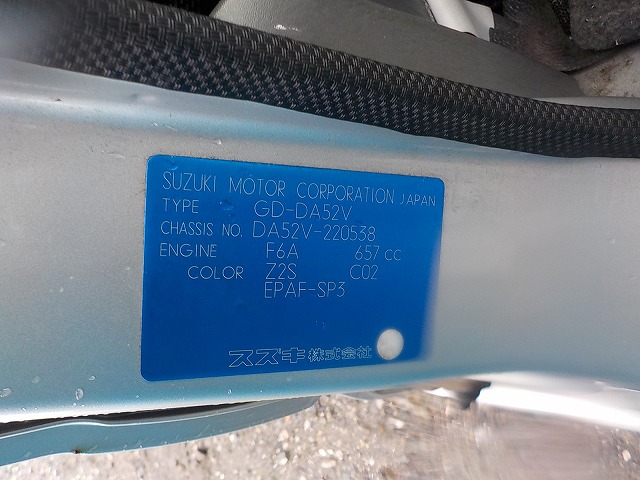 SUZUKI MOTOR CORPORATION JAPAN
TYPE GD-DA52V
CHASSIS NO. DA52V-220538
ENGINE F6A 657 cc
COLOR Z2S C02
EPAF-SP3
スズキ株式会社